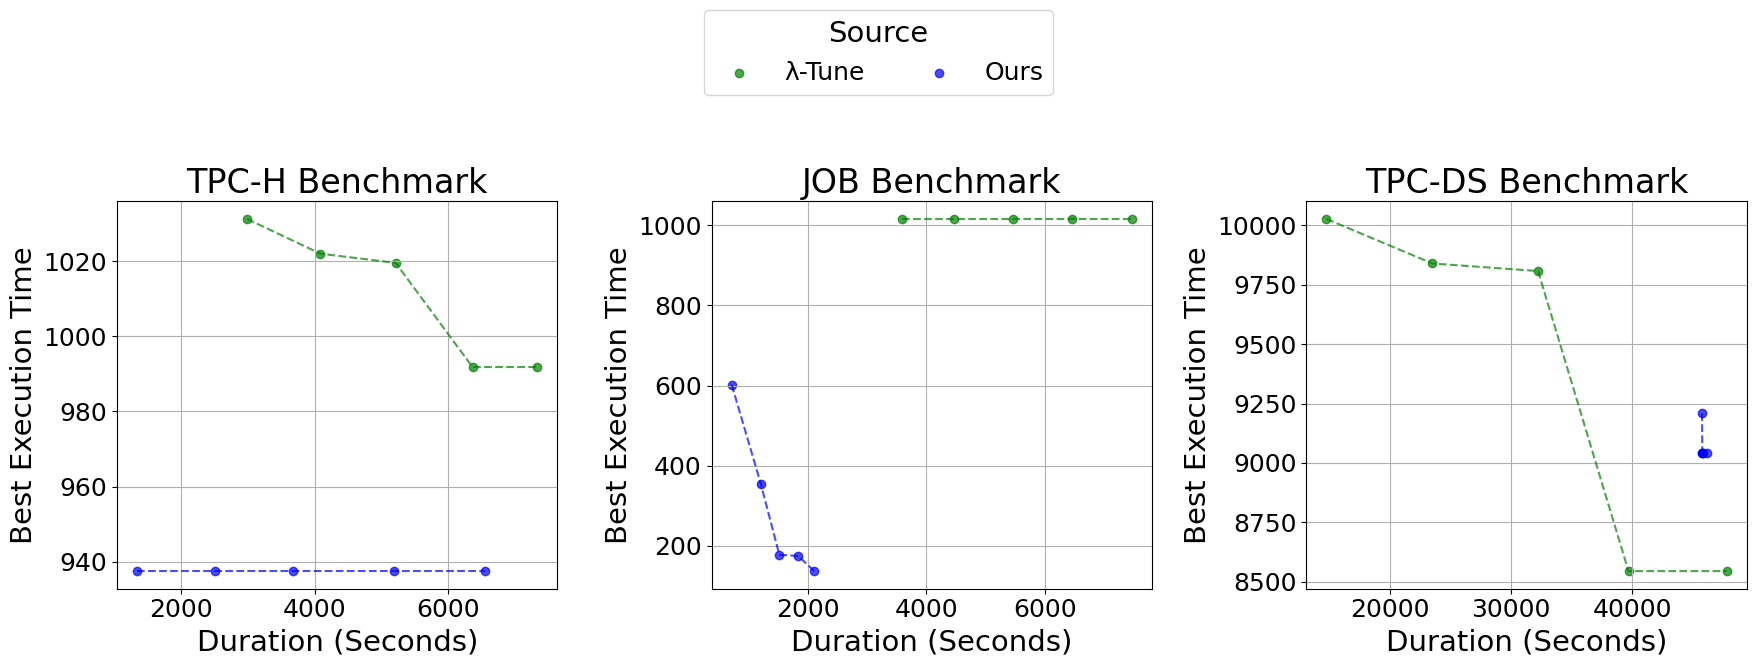 Source
λ-Tune
Ours
TPC-H Benchmark
Best Execution Time
1020
1000
980
960
940
2000
4000
6000
Duration (Seconds)
JOB Benchmark
Best Execution Time
1000
800
600
400
200
2000
4000
6000
Duration (Seconds)
TPC-DS Benchmark
Best Execution Time
10000
9750
9500
9250
9000
8750
8500
20000
30000
40000
Duration (Seconds)